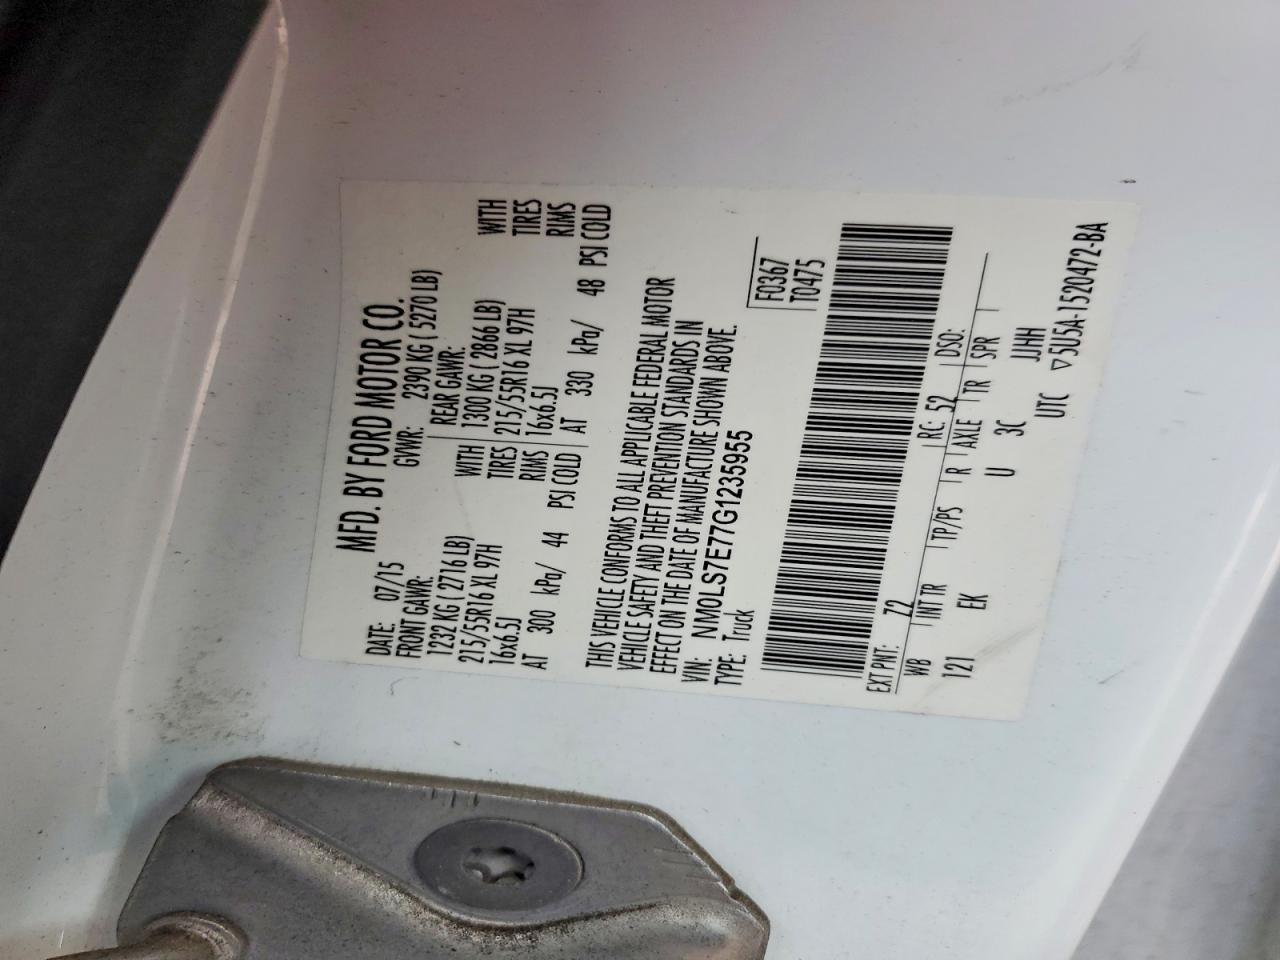 MFD. BY FORD MOTOR CO.
DATE: 07/15 GVWR: 2390 KG ( 5270 LB)
FRONT GAWR: REAR GAWR:
1232 KG ( 2716 LB) WITH 1300 KG ( 2866 LB) WITH
215/55R16 XL 97H TIRES 215/55R16 XL 97H TIRES
16x6.5J RIMS 16x6.5J RIMS
AT 300 kPa/ 44 PSI COLD AT 330 kPa/ 48 PSI COLD
THIS VEHICLE CONFORMS TO ALL APPLICABLE FEDERAL MOTOR
VEHICLE SAFETY AND THEFT PREVENTION STANDARDS IN
EFFECT ON THE DATE OF MANUFACTURE SHOWN ABOVE.
VIN: NM0LS7E77G1235955
TYPE: Truck
F0367
T0475
EXT PNT: Z2 RC: 52 DSO:
WB INT TR TP/PS R AXLE TR SPR
121 EK U 3C JJHH
UTC ▽5U5A-1520472-BA